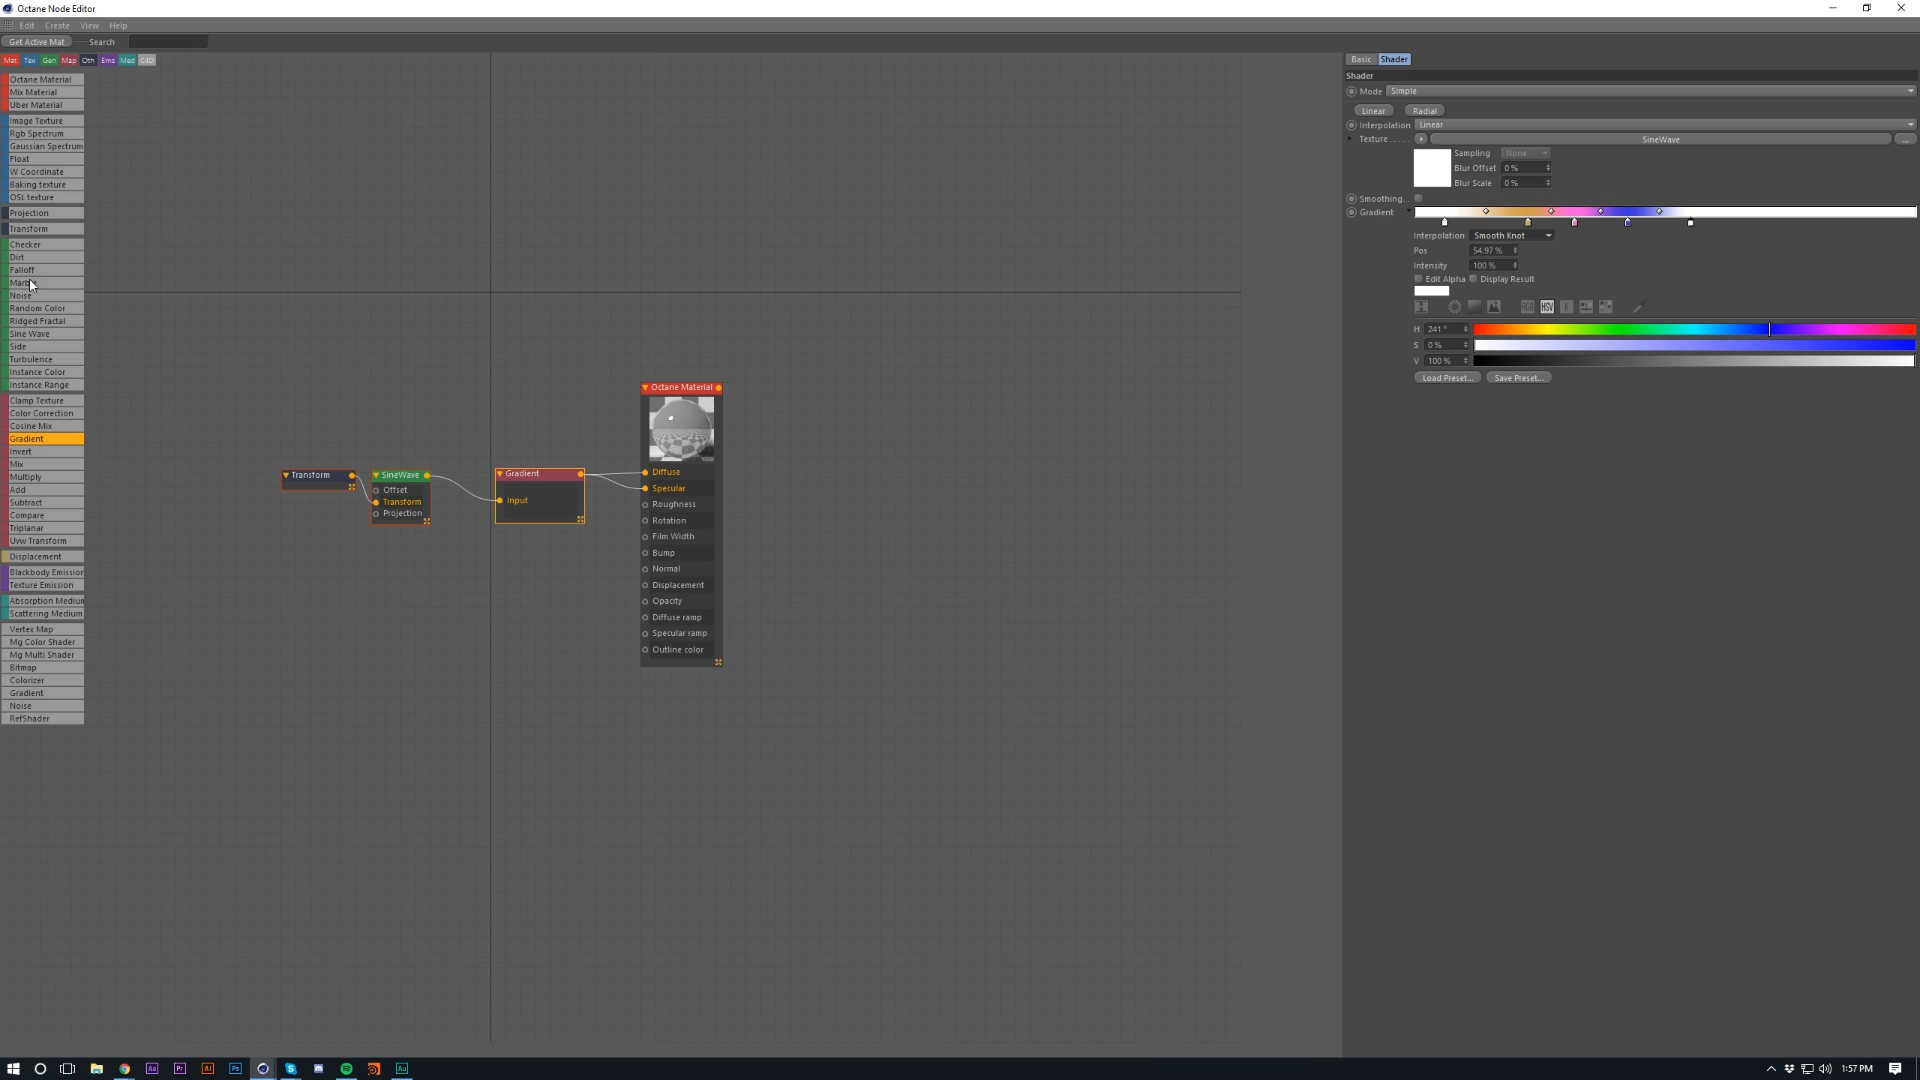 Octane Node Editor
Edit Create View Help
Get Active Mat Search
Mat Tex Gen Map Oth Ems Med C4D
Octane Material
Mix Material
Uber Material
Image Texture
Rgb Spectrum
Gaussian Spectrum
Float
W Coordinate
Baking texture
OSL texture
Projection
Transform
Checker
Dirt
Falloff
Noise
Random Color
Ridged Fractal
Sine Wave
Side
Turbulence
Instance Color
Instance Range
Clamp Texture
Color Correction
Cosine Mix
Gradient
Invert
Mix
Multiply
Add
Subtract
Compare
Triplanar
Uvw Transform
Displacement
Blackbody Emission
Texture Emission
Absorption Medium
Scattering Medium
Vertex Map
Mg Color Shader
Mg Multi Shader
Bitmap
Colorizer
Gradient
Noise
RefShader
Transform
SineWave
Offset
Transform
Projection
Gradient
Input
Octane Material
Diffuse
Specular
Roughness
Rotation
Film Width
Bump
Normal
Displacement
Opacity
Diffuse ramp
Specular ramp
Outline color
Basic Shader
Shader
Mode Simple
Linear Radial
Interpolation Linear
Texture..... SineWave ...
Sampling None
Blur Offset 0 %
Blur Scale 0 %
Smoothing..
Gradient
Interpolation Smooth Knot
Pos 54.97 %
Intensity 100 %
Edit Alpha Display Result
RGB HSV K
H 241 °
S 0 %
V 100 %
Load Preset... Save Preset...
Ae Pr Ai Ps Au
1:57 PM